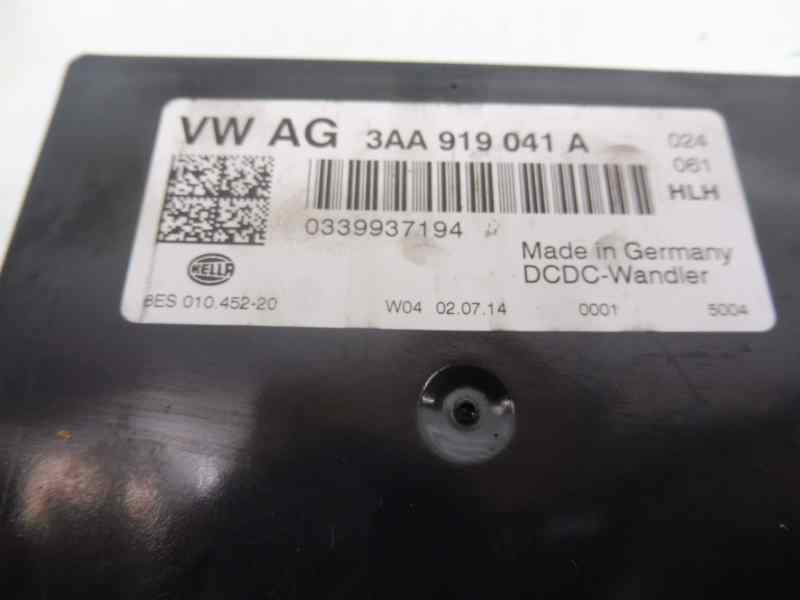 VW AG 3AA 919 041 A 024
061
HLH
0339937194
Made in Germany
DCDC-Wandler
HELLA
6ES 010.452-20 W04 02.07.14 0001 5004